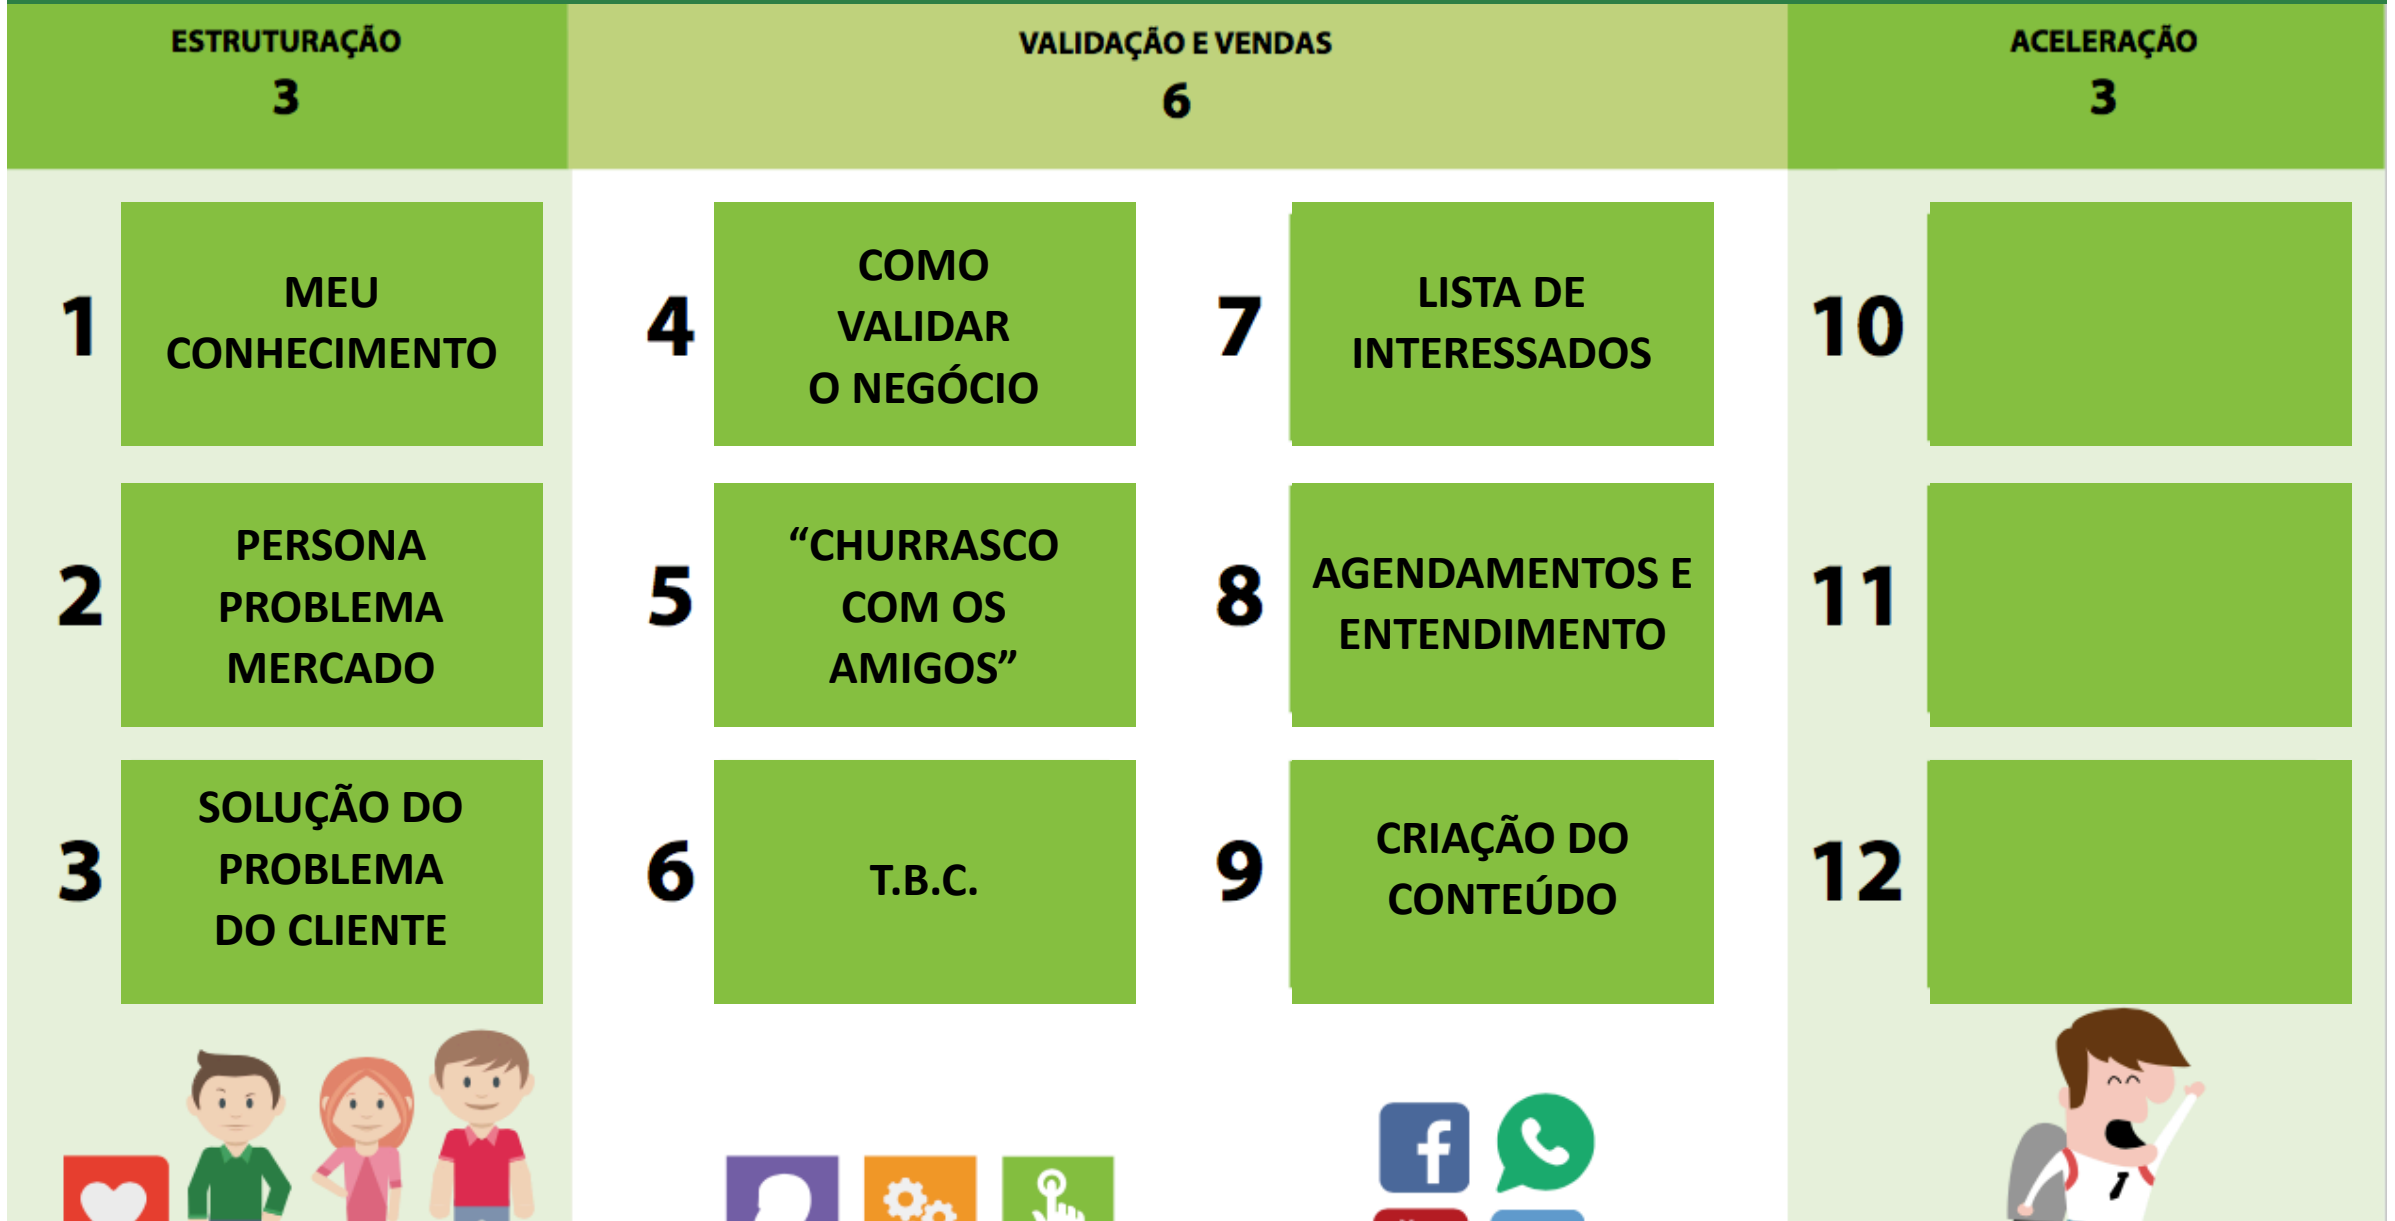 ESTRUTURAÇÃO
3
VALIDAÇÃO E VENDAS
6
ACELERAÇÃO
3
1
MEU
CONHECIMENTO
2
PERSONA
PROBLEMA
MERCADO
3
SOLUÇÃO DO
PROBLEMA
DO CLIENTE
4
COMO
VALIDAR
O NEGÓCIO
5
“CHURRASCO
COM OS
AMIGOS”
6
T.B.C.
7
LISTA DE
INTERESSADOS
8
AGENDAMENTOS E
ENTENDIMENTO
9
CRIAÇÃO DO
CONTEÚDO
10
11
12